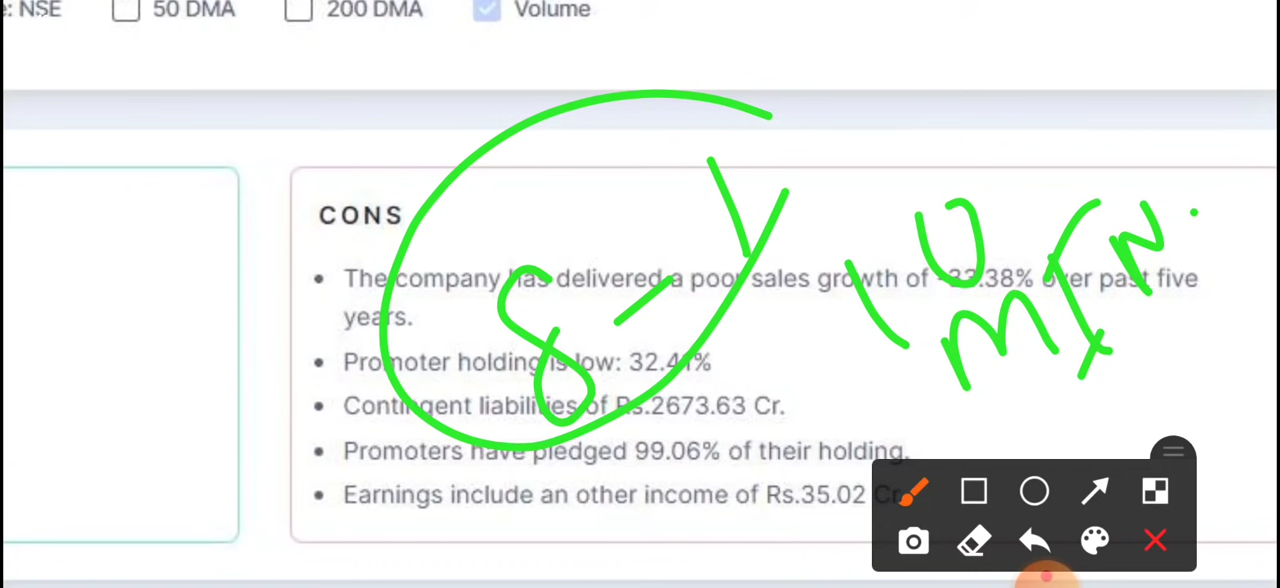 : NSE 50 DMA 200 DMA Volume
CONS
• The company has delivered a poor sales growth of -33.38% over past five
years.
• Promoter holding is low: 32.41%
• Contingent liabilities of Rs.2673.63 Cr.
• Promoters have pledged 99.06% of their holding.
• Earnings include an other income of Rs.35.02 Cr
8 - 10
MIN.